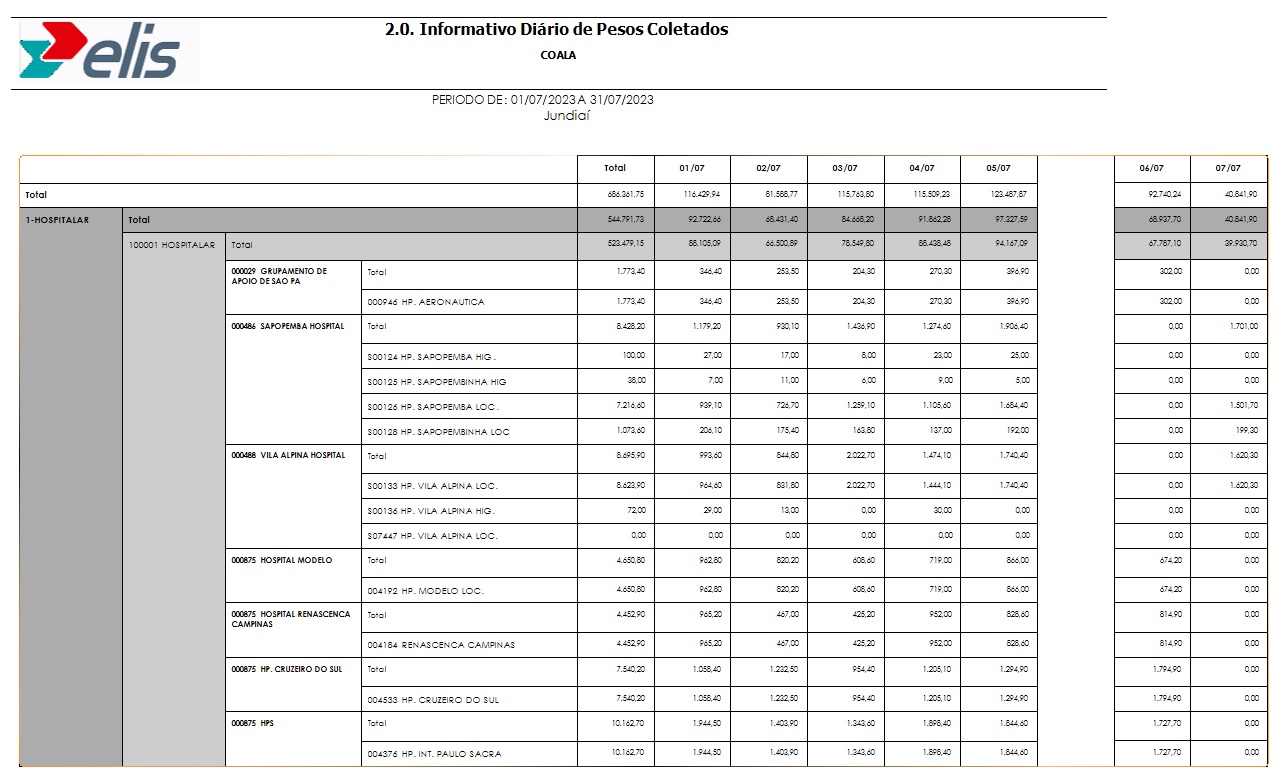 elis
2.0. Informativo Diário de Pesos Coletados
COALA
PERIODO DE: 01/07/2023 A 31/07/2023
Jundiaí
Total 01/07 02/07 03/07 04/07 05/07 06/07 07/07
Total 686.361,75 116.429,94 81.588,77 115.763,80 115.509,23 123.487,87 92.740,24 40.841,90
1-HOSPITALAR Total 544.791,73 92.722,66 68.431,40 84.668,20 91.862,28 97.327,59 68.937,70 40.841,90
100001 HOSPITALAR Total 523.479,15 88.105,09 66.500,89 78.549,80 88.438,48 94.167,09 67.787,10 39.930,70
000029 GRUPAMENTO DE Total 1.773,40 346,40 253,50 204,30 270,30 396,90 302,00 0,00
APOIO DE SAO PA
000946 HP. AERONAUTICA 1.773,40 346,40 253,50 204,30 270,30 396,90 302,00 0,00
000486 SAPOPEMBA HOSPITAL Total 8.428,20 1.179,20 930,10 1.436,90 1.274,60 1.906,40 0,00 1.701,00
S00124 HP. SAPOPEMBA HIG . 100,00 27,00 17,00 8,00 23,00 25,00 0,00 0,00
S00125 HP. SAPOPEMBINHA HIG 38,00 7,00 11,00 6,00 9,00 5,00 0,00 0,00
S00126 HP. SAPOPEMBA LOC . 7.216,60 939,10 726,70 1.259,10 1.105,60 1.684,40 0,00 1.501,70
S00128 HP. SAPOPEMBINHA LOC 1.073,60 206,10 175,40 163,80 137,00 192,00 0,00 199,30
000488 VILA ALPINA HOSPITAL Total 8.695,90 993,60 844,80 2.022,70 1.474,10 1.740,40 0,00 1.620,30
S00133 HP. VILA ALPINA LOC. 8.623,90 964,60 831,80 2.022,70 1.444,10 1.740,40 0,00 1.620,30
S00136 HP. VILA ALPINA HIG. 72,00 29,00 13,00 0,00 30,00 0,00 0,00 0,00
S07447 HP. VILA ALPINA LOC. 0,00 0,00 0,00 0,00 0,00 0,00 0,00 0,00
000875 HOSPITAL MODELO Total 4.650,80 962,80 820,20 608,60 719,00 866,00 674,20 0,00
004192 HP. MODELO LOC. 4.650,80 962,80 820,20 608,60 719,00 866,00 674,20 0,00
000875 HOSPITAL RENASCENCA Total 4.452,90 965,20 467,00 425,20 952,00 828,60 814,90 0,00
CAMPINAS
004184 RENASCENCA CAMPINAS 4.452,90 965,20 467,00 425,20 952,00 828,60 814,90 0,00
000875 HP. CRUZEIRO DO SUL Total 7.540,20 1.058,40 1.232,50 954,40 1.205,10 1.294,90 1.794,90 0,00
004533 HP. CRUZEIRO DO SUL 7.540,20 1.058,40 1.232,50 954,40 1.205,10 1.294,90 1.794,90 0,00
000875 HPS Total 10.162,70 1.944,50 1.403,90 1.343,60 1.898,40 1.844,60 1.727,70 0,00
004376 HP. INT. PAULO SACRA 10.162,70 1.944,50 1.403,90 1.343,60 1.898,40 1.844,60 1.727,70 0,00